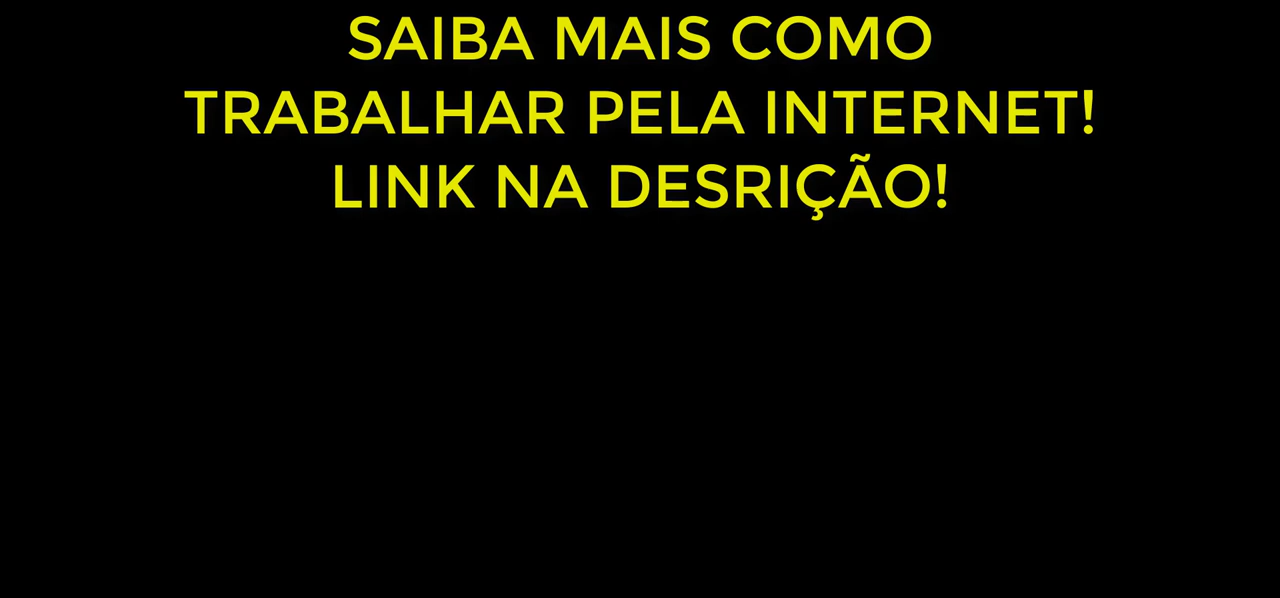 SAIBA MAIS COMO
TRABALHAR PELA INTERNET!
LINK NA DESRIÇÃO!